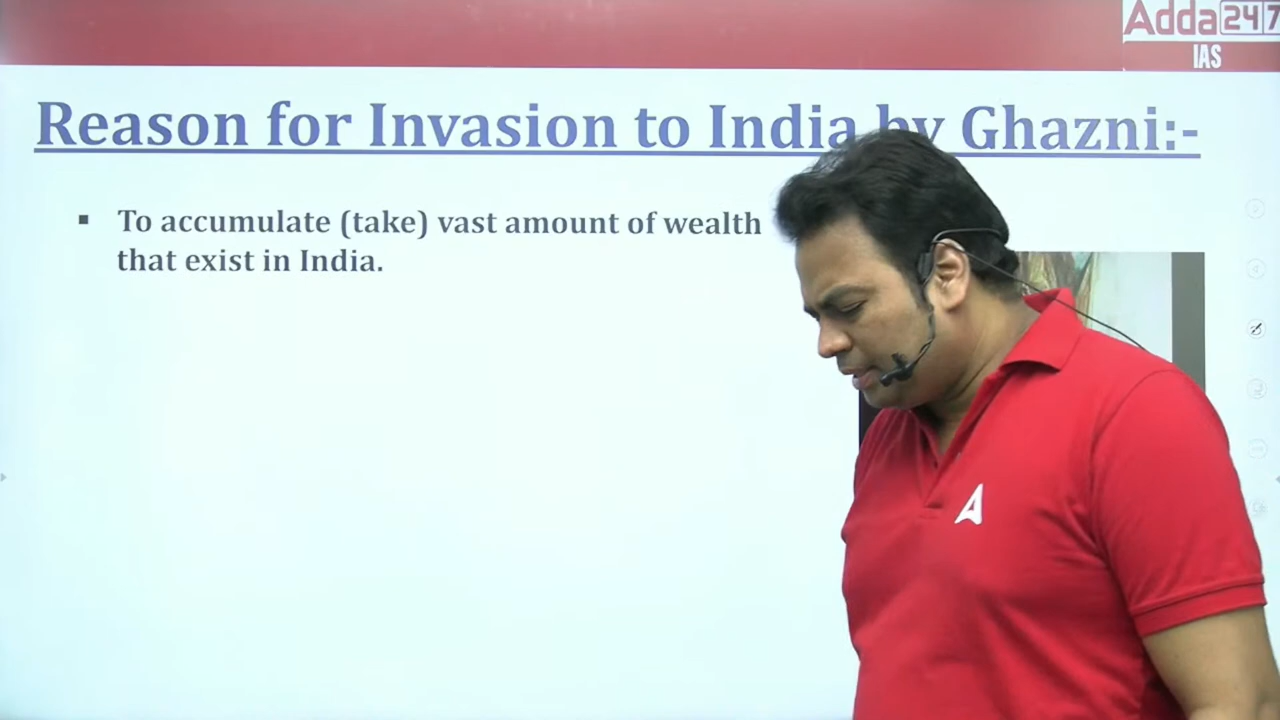 Adda247
IAS
Reason for Invasion to India by Ghazni:-
▪ To accumulate (take) vast amount of wealth
that exist in India.